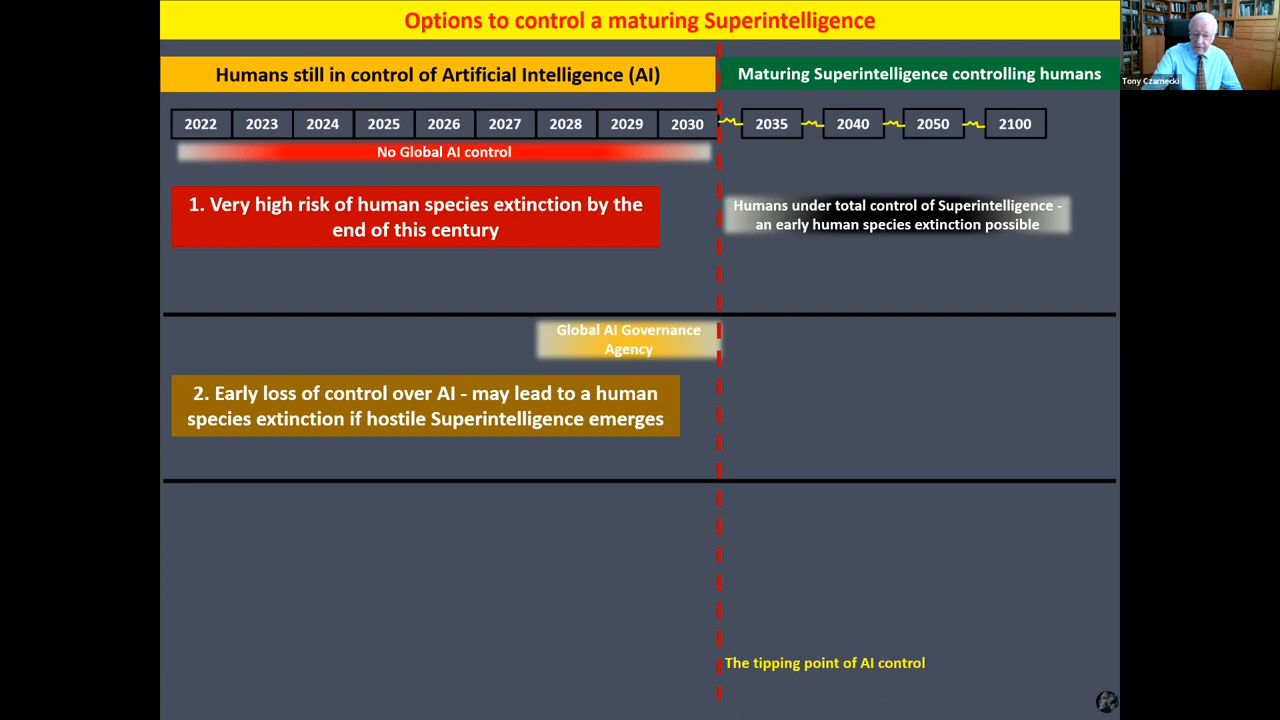 Options to control a maturing Superintelligence
Humans still in control of Artificial Intelligence (AI)
Maturing Superintelligence controlling humans
Tony Czarnecki
2022 2023 2024 2025 2026 2027 2028 2029 2030 2035 2040 2050 2100
No Global AI control
1. Very high risk of human species extinction by the
end of this century
Humans under total control of Superintelligence -
an early human species extinction possible
Global AI Governance
Agency
2. Early loss of control over AI - may lead to a human
species extinction if hostile Superintelligence emerges
The tipping point of AI control